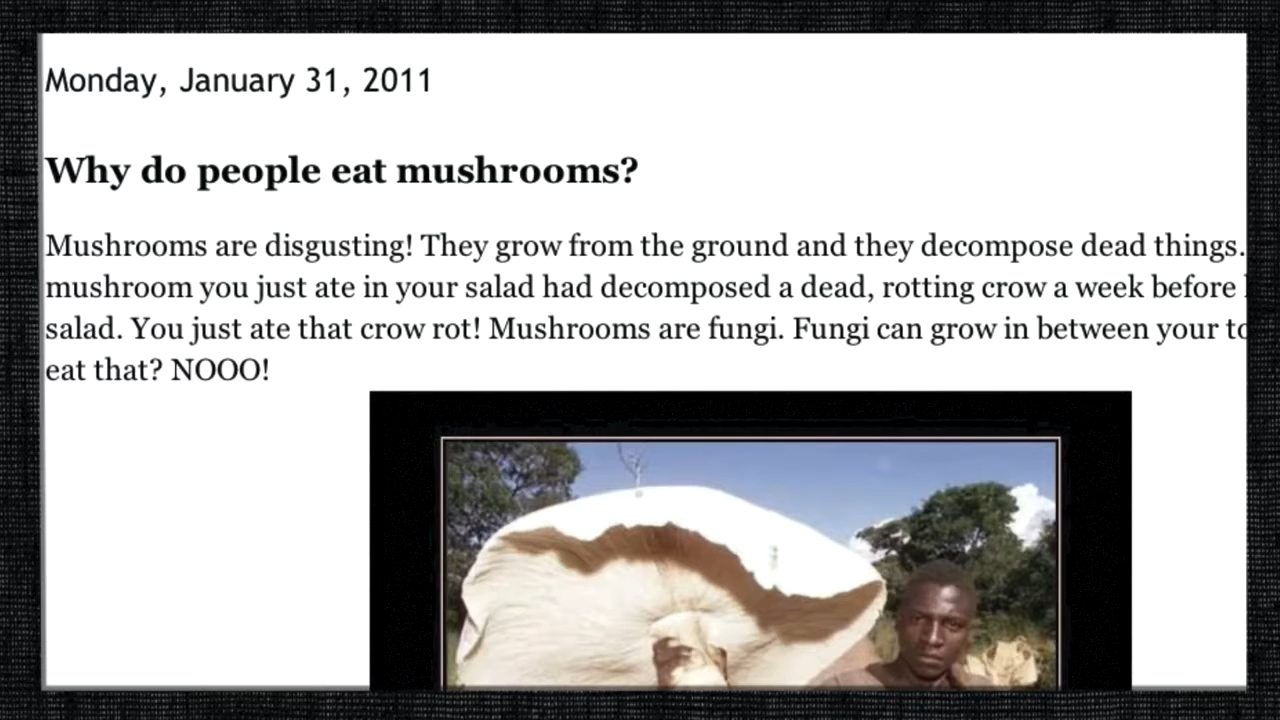 Monday, January 31, 2011
Why do people eat mushrooms?
Mushrooms are disgusting! They grow from the ground and they decompose dead things.
mushroom you just ate in your salad had decomposed a dead, rotting crow a week before
salad. You just ate that crow rot! Mushrooms are fungi. Fungi can grow in between your
eat that? NOOO!